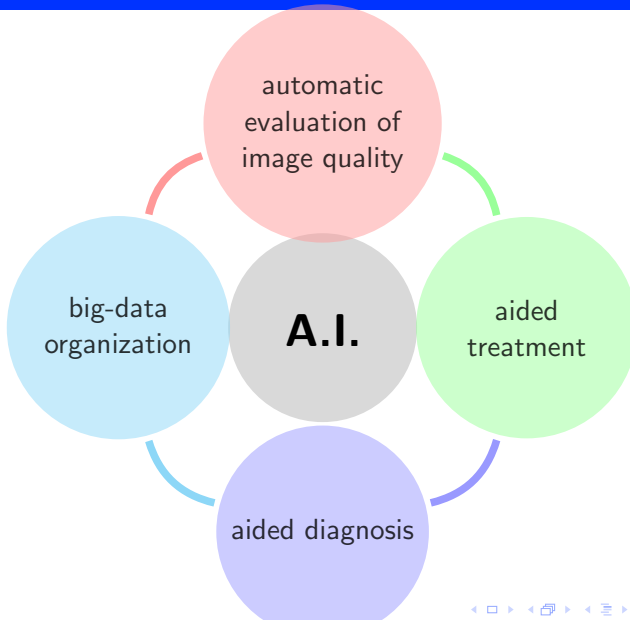 automatic
evaluation of
image quality
big-data
organization
A.I.
aided
treatment
aided diagnosis